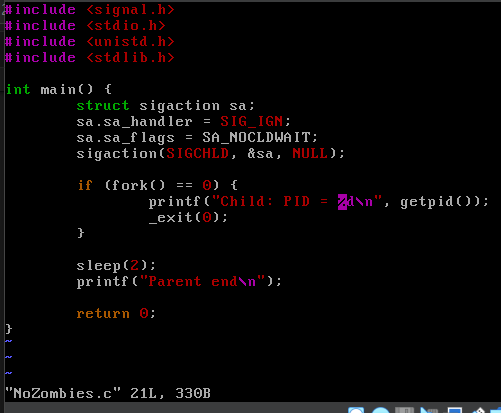 #include <signal.h>
#include <stdio.h>
#include <unistd.h>
#include <stdlib.h>

int main() {
        struct sigaction sa;
        sa.sa_handler = SIG_IGN;
        sa.sa_flags = SA_NOCLDWAIT;
        sigaction(SIGCHLD, &sa, NULL);

        if (fork() == 0) {
                printf("Child: PID = %d\n", getpid());
                _exit(0);
        }

        sleep(2);
        printf("Parent end\n");

        return 0;
}
~
~
~
"NoZombies.c" 21L, 330B